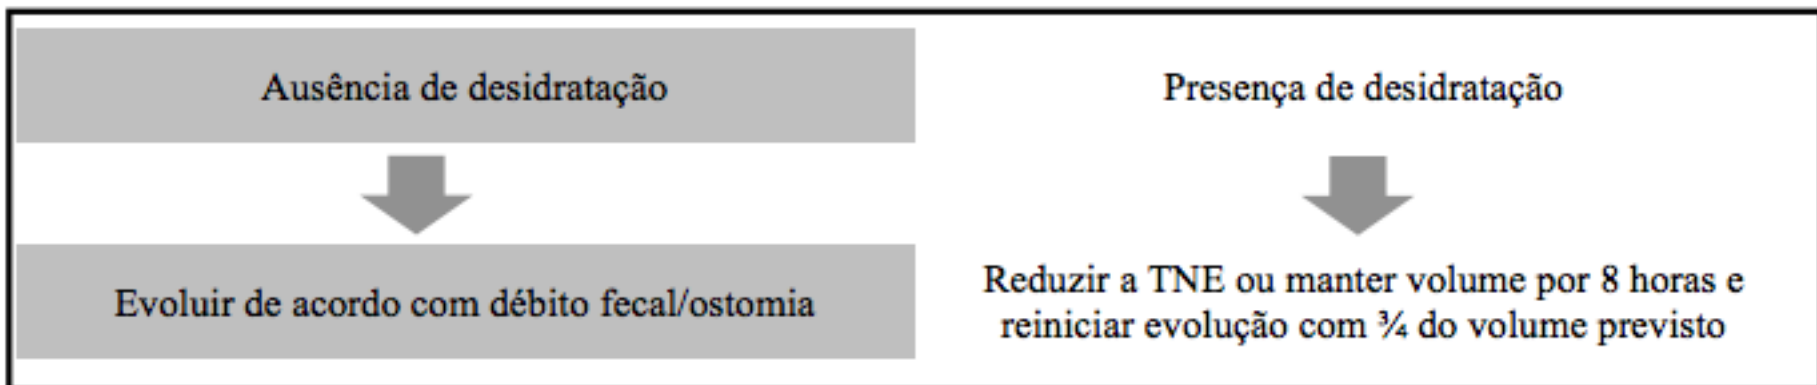 Ausência de desidratação
Presença de desidratação
Evoluir de acordo com débito fecal/ostomia
Reduzir a TNE ou manter volume por 8 horas e
reiniciar evolução com ¾ do volume previsto